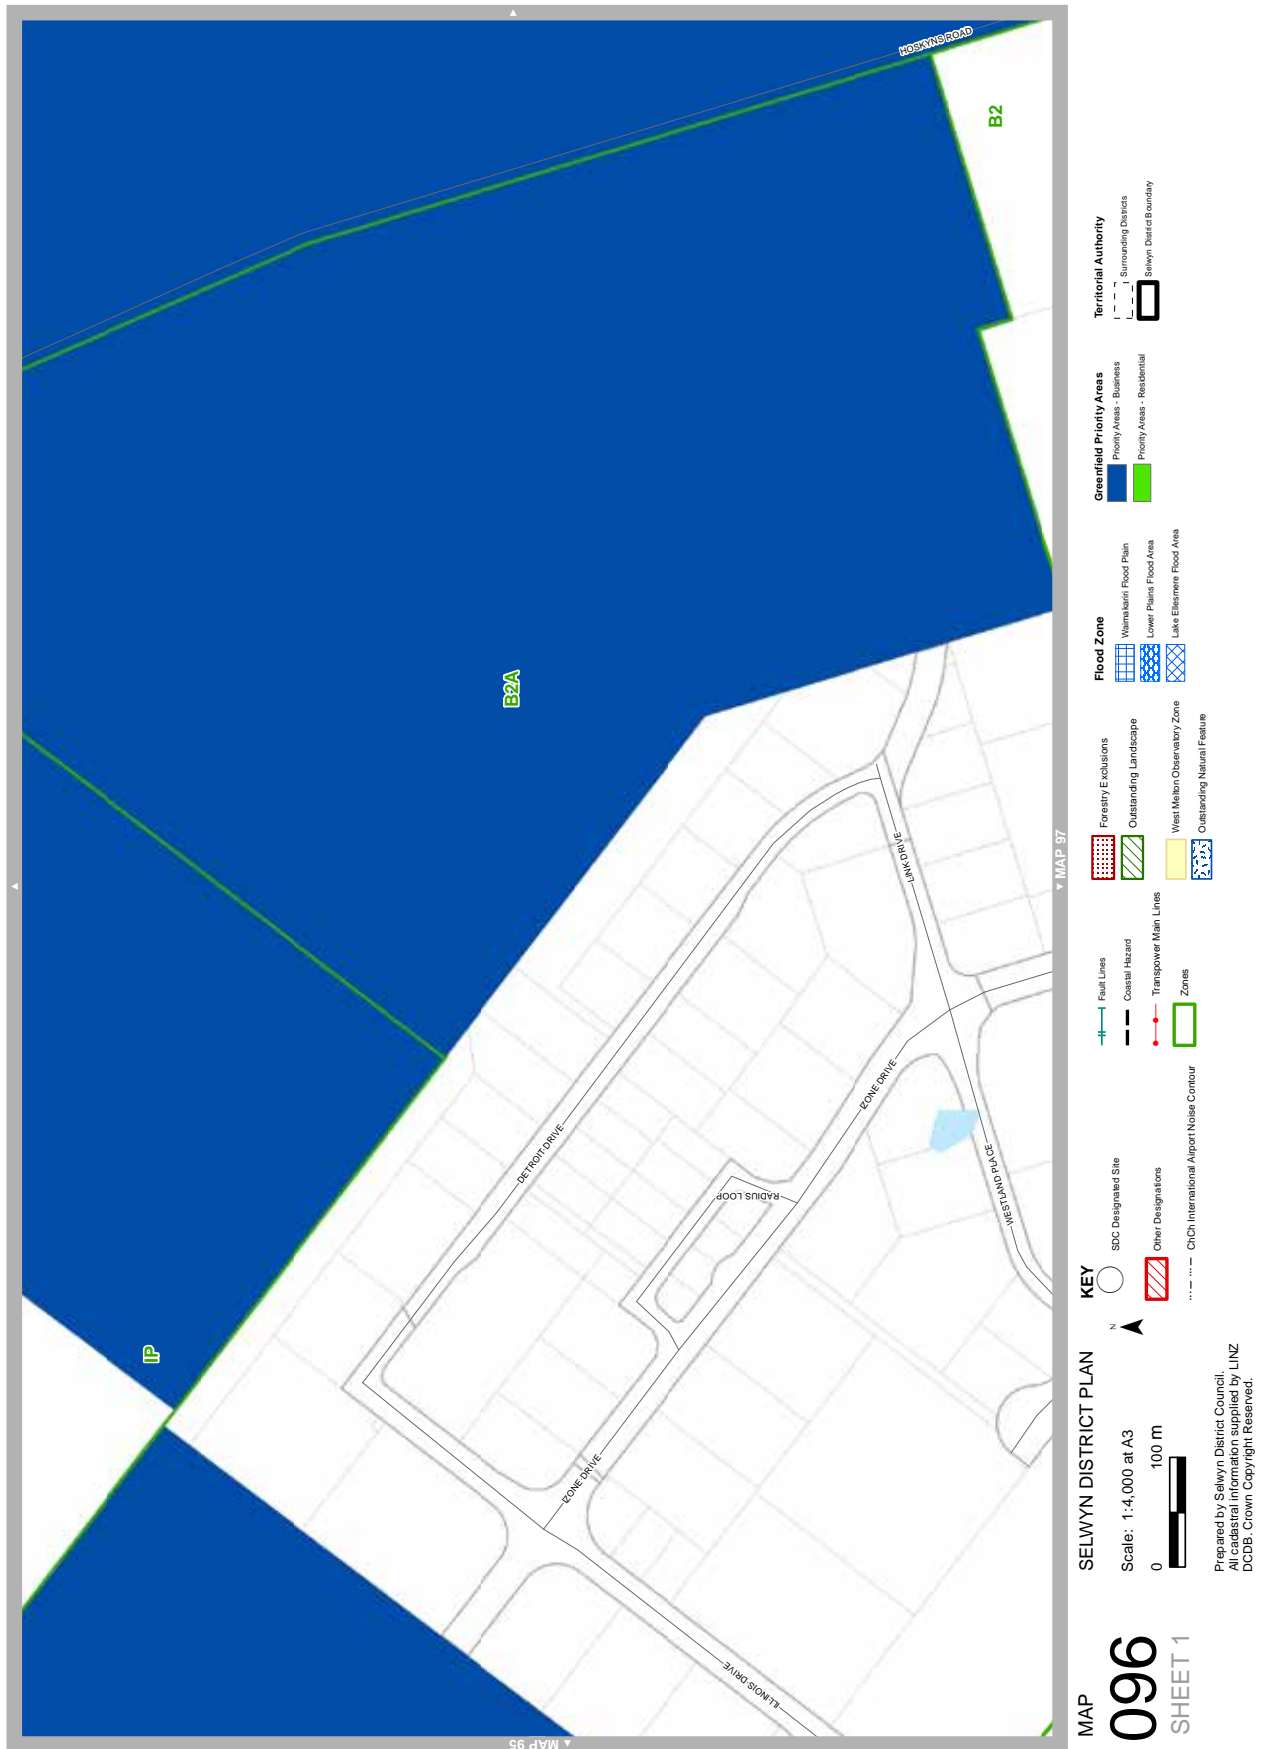 HOSKYNS ROAD
B2
B2A
IP
LINK DRIVE
DETROIT DRIVE
IZONE DRIVE
RADIUS LOOP
WESTLAND PLACE
IZONE DRIVE
ILLINOIS DRIVE
MAP 95
MAP 97
MAP
096
SHEET 1
SELWYN DISTRICT PLAN
Scale: 1:4,000 at A3
0 100 m
Prepared by Selwyn District Council.
All cadastral information supplied by LINZ
DCDB. Crown Copyright Reserved.
N
KEY
SDC Designated Site
Other Designations
ChCh International Airport Noise Contour
Fault Lines
Coastal Hazard
Transpower Main Lines
Zones
Forestry Exclusions
Outstanding Landscape
West Melton Observatory Zone
Outstanding Natural Feature
Flood Zone
Waimakariri Flood Plain
Lower Plains Flood Area
Lake Ellesmere Flood Area
Greenfield Priority Areas
Priority Areas - Business
Priority Areas - Residential
Territorial Authority
Surrounding Districts
Selwyn District Boundary